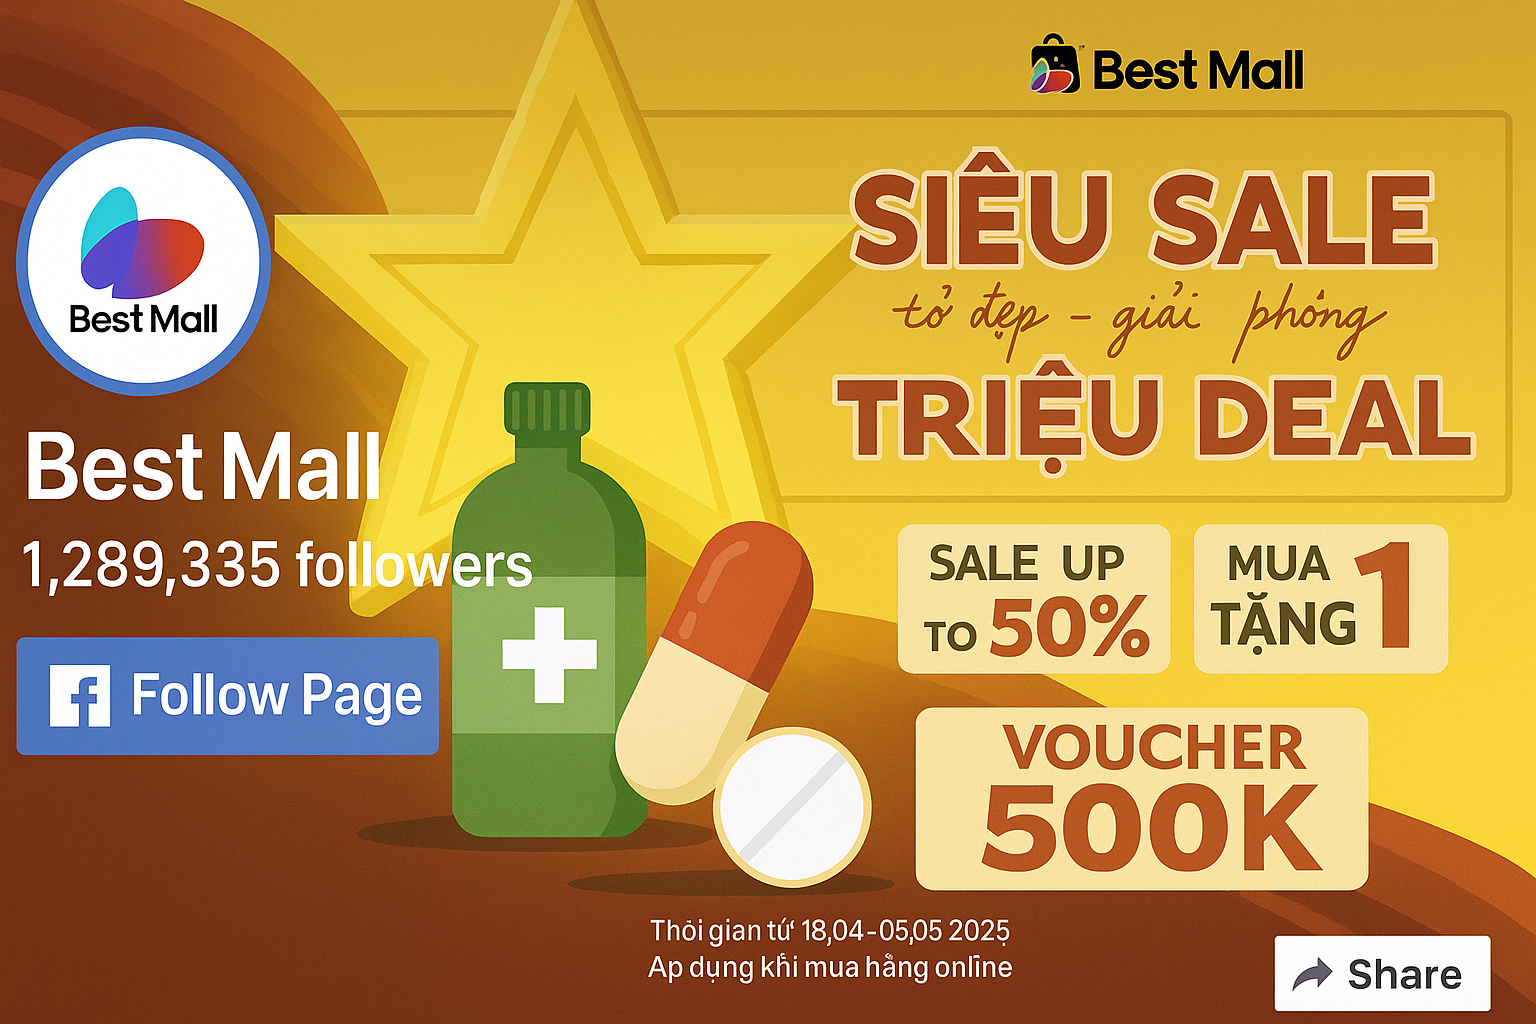 Best Mall
Best Mall
Best Mall
1,289,335 followers
Follow Page
SIÊU SALE
tỏ đẹp - giải phóng
TRIỆU DEAL
SALE UP
TO 50%
MUA
TẶNG 1
VOUCHER
500K
Thời gian từ 18,04-05,05 2025
Ap dụng khi mua hằng online
Share